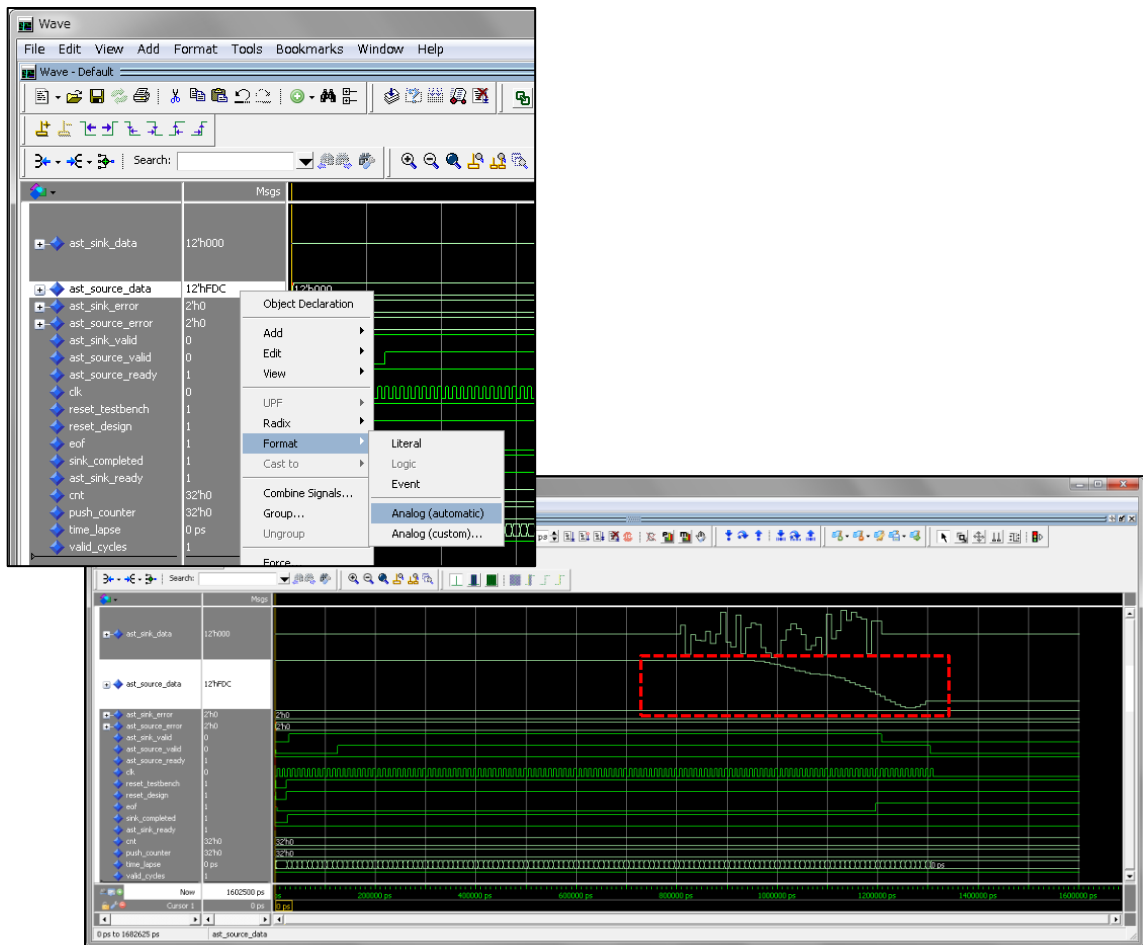 Wave
File Edit View Add Format Tools Bookmarks Window Help
Wave - Default
Search:
Msgs
ast_sink_data 12'h000
ast_source_data 12'hFDC 12'h000
ast_sink_error 2'h0
ast_source_error 2'h0
ast_sink_valid 0
ast_source_valid 0
ast_source_ready 1
clk 0
reset_testbench 1
reset_design 1
eof 1
sink_completed 1
ast_sink_ready 1
cnt 32'h0
push_counter 32'h0
time_lapse 0 ps
valid_cycles 1
Object Declaration
Add
Edit
View
UPF
Radix
Format
Cast to
Combine Signals...
Group...
Ungroup
Force...
Literal
Logic
Event
Analog (automatic)
Analog (custom)...
ps
Search:
Msgs
ast_sink_data 12'h000
ast_source_data 12'hFDC
ast_sink_error 2'h0 2'h0
ast_source_error 2'h0 2'h0
ast_sink_valid 0
ast_source_valid 0
ast_source_ready 1
clk 0
reset_testbench 1
reset_design 1
eof 1
sink_completed 1
ast_sink_ready 1
cnt 32'h0 32'h0
push_counter 32'h0 32'h0
time_lapse 0 ps 0 ps
valid_cycles 1
Now 1602500 ps ps 200000 ps 400000 ps 600000 ps 800000 ps 1000000 ps 1200000 ps 1400000 ps 1600000 ps
Cursor 1 0 ps 0 ps
0 ps to 1682625 ps ast_source_data